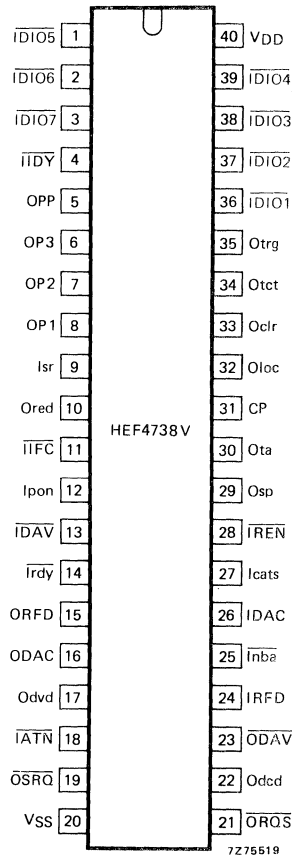 IDIO5 1 40 VDD
IDIO6 2 39 IDIO4
IDIO7 3 38 IDIO3
IIDY 4 37 IDIO2
OPP 5 36 IDIO1
OP3 6 35 Otrg
OP2 7 34 Otct
OP1 8 33 Oclr
Isr 9 32 Oloc
Ored 10 31 CP
HEF4738V
IIFC 11 30 Ota
Ipon 12 29 Osp
IDAV 13 28 IREN
Irdy 14 27 Icats
ORFD 15 26 IDAC
ODAC 16 25 Inba
Odvd 17 24 IRFD
IATN 18 23 ODAV
OSRQ 19 22 Odcd
VSS 20 21 ORQS
7Z75519